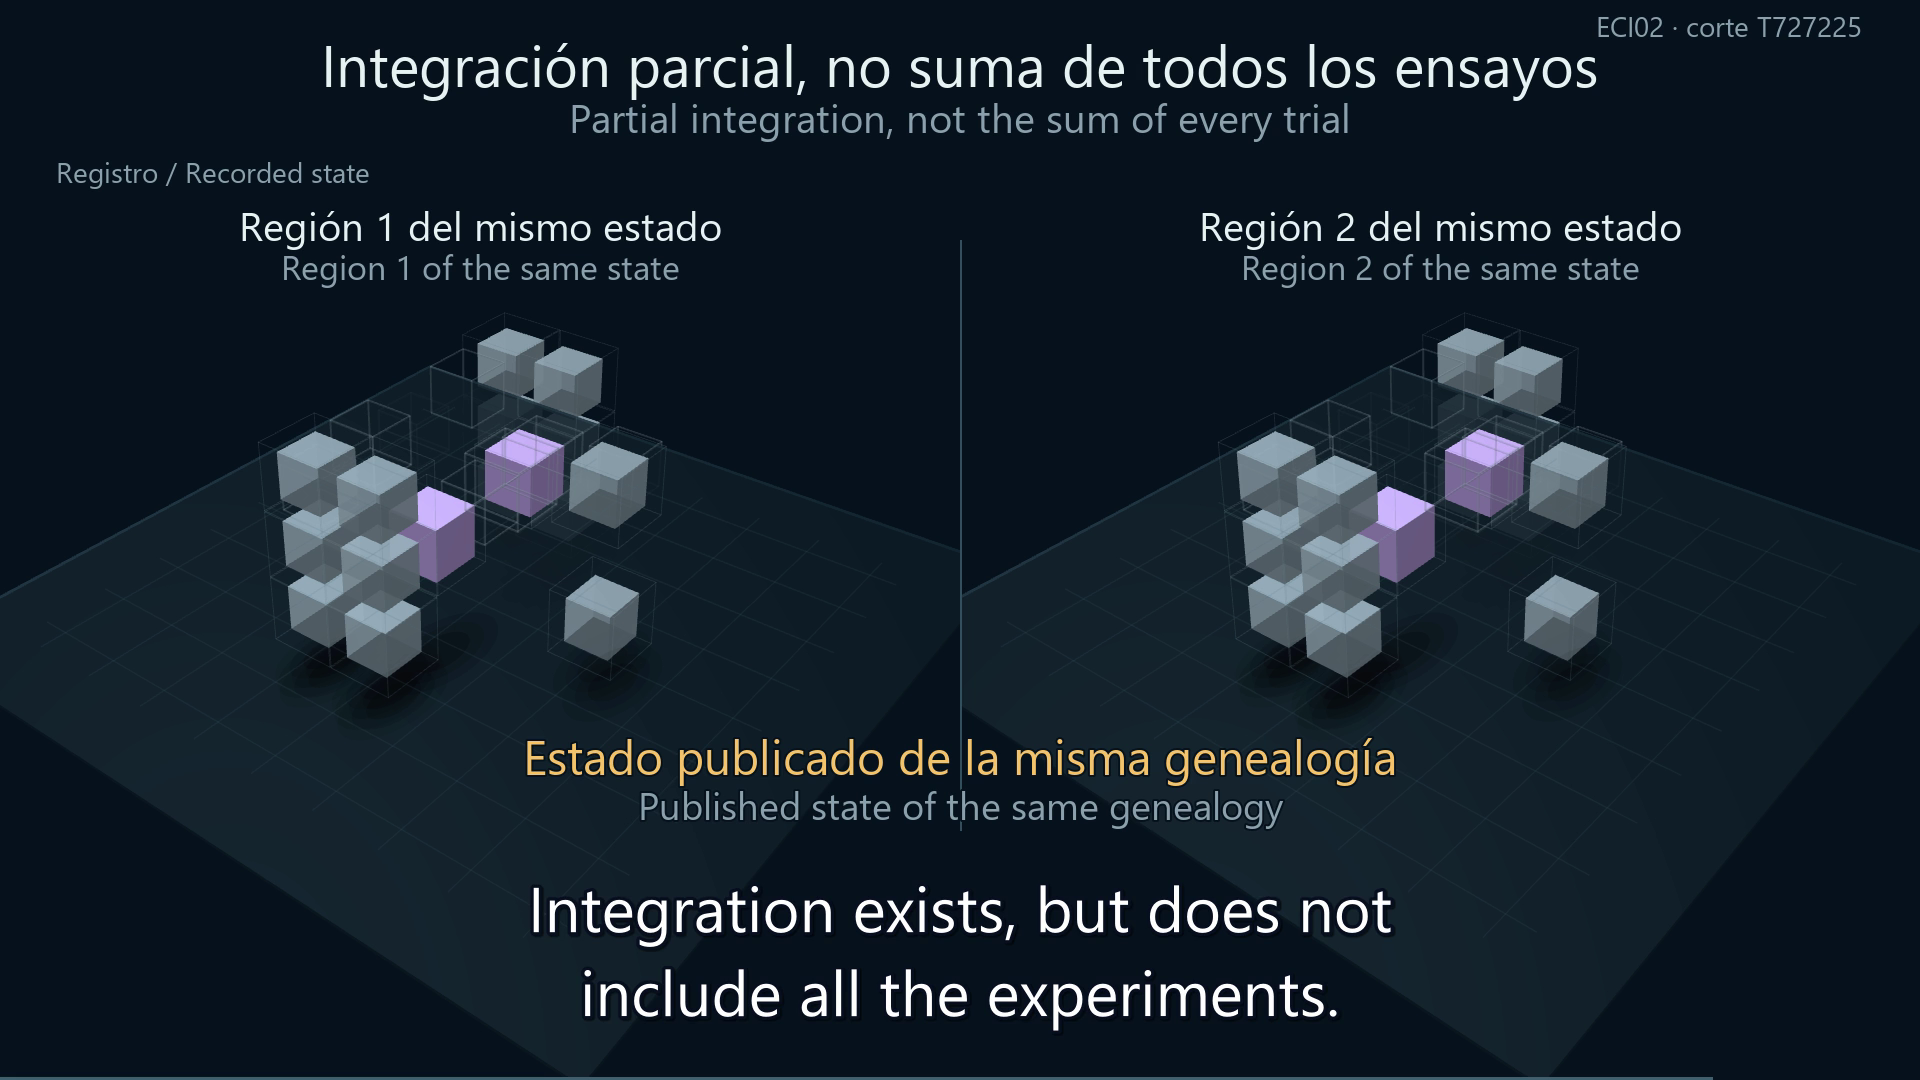 ECI02 · corte T727225
Integración parcial, no suma de todos los ensayos
Partial integration, not the sum of every trial
Registro / Recorded state
Región 1 del mismo estado
Region 1 of the same state
Región 2 del mismo estado
Region 2 of the same state
Estado publicado de la misma genealogía
Published state of the same genealogy
Integration exists, but does not
include all the experiments.